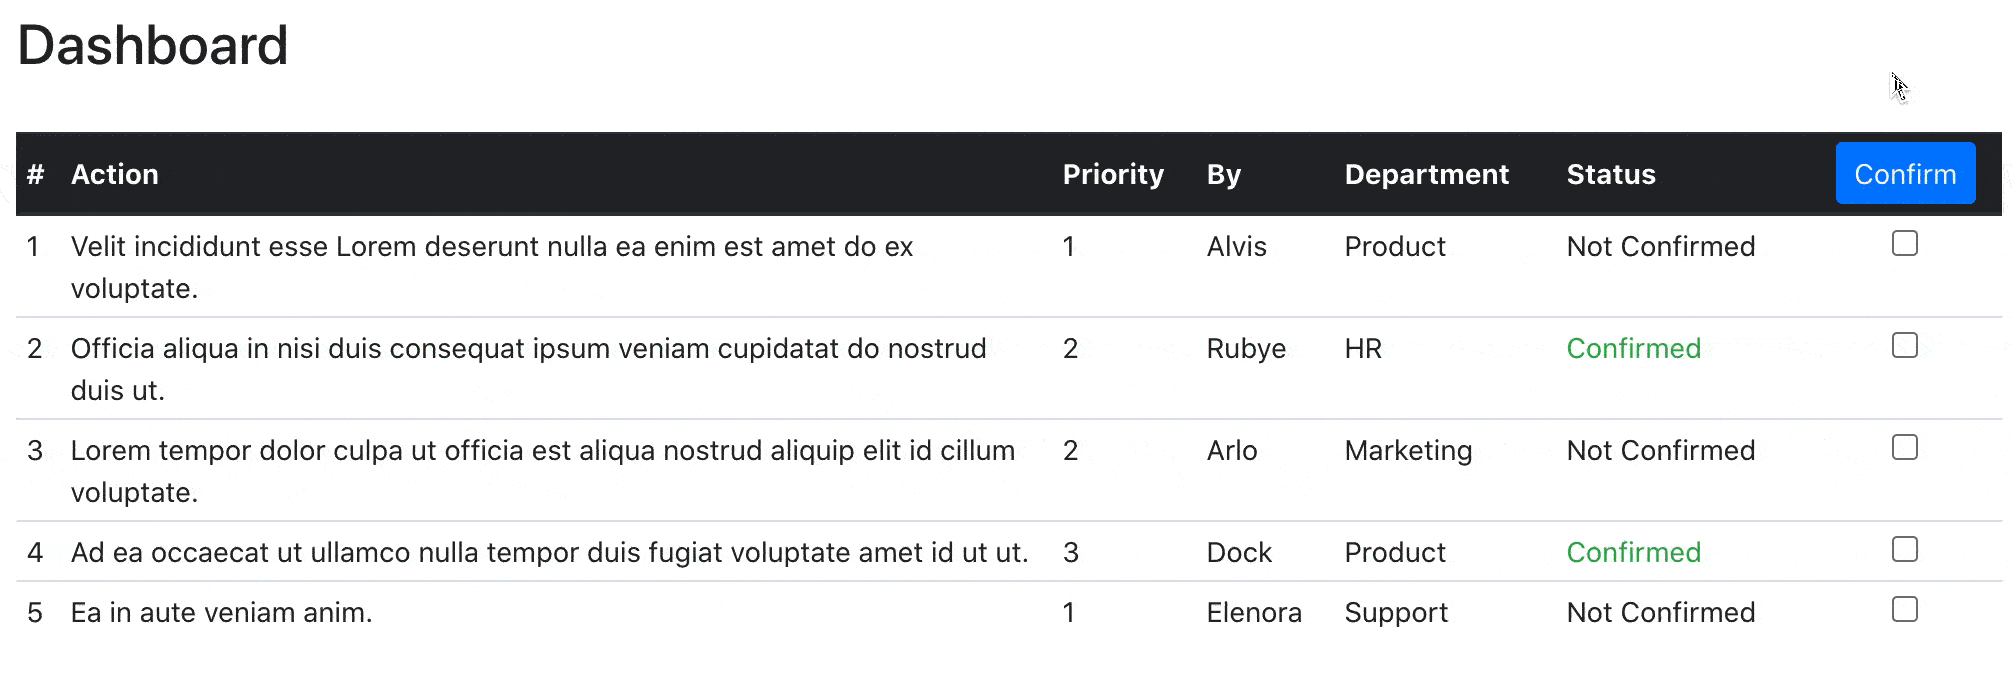 Dashboard
# Action Priority By Department Status Confirm
1 Velit incididunt esse Lorem deserunt nulla ea enim est amet do ex 1 Alvis Product Not Confirmed
voluptate.
2 Officia aliqua in nisi duis consequat ipsum veniam cupidatat do nostrud 2 Rubye HR Confirmed
duis ut.
3 Lorem tempor dolor culpa ut officia est aliqua nostrud aliquip elit id cillum 2 Arlo Marketing Not Confirmed
voluptate.
4 Ad ea occaecat ut ullamco nulla tempor duis fugiat voluptate amet id ut ut. 3 Dock Product Confirmed
5 Ea in aute veniam anim. 1 Elenora Support Not Confirmed